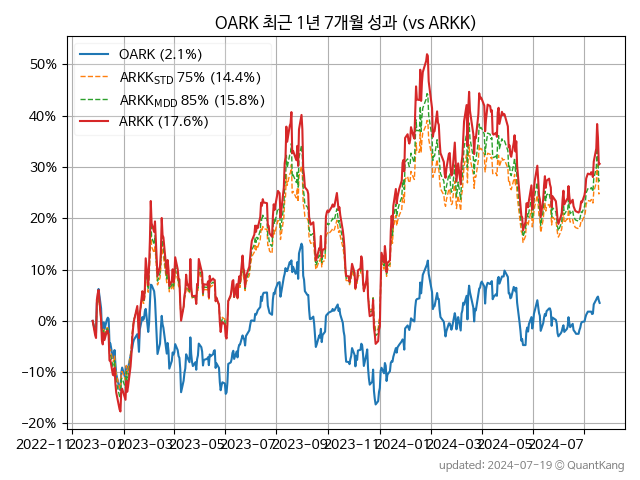 OARK 최근 1년 7개월 성과 (vs ARKK)
OARK (2.1%)
ARKK_STD 75% (14.4%)
ARKK_MDD 85% (15.8%)
ARKK (17.6%)
50%
40%
30%
20%
10%
0%
−10%
−20%
2022-11 2023-01 2023-03 2023-05 2023-07 2023-09 2023-11 2024-01 2024-03 2024-05 2024-07
updated: 2024-07-19 © QuantKang